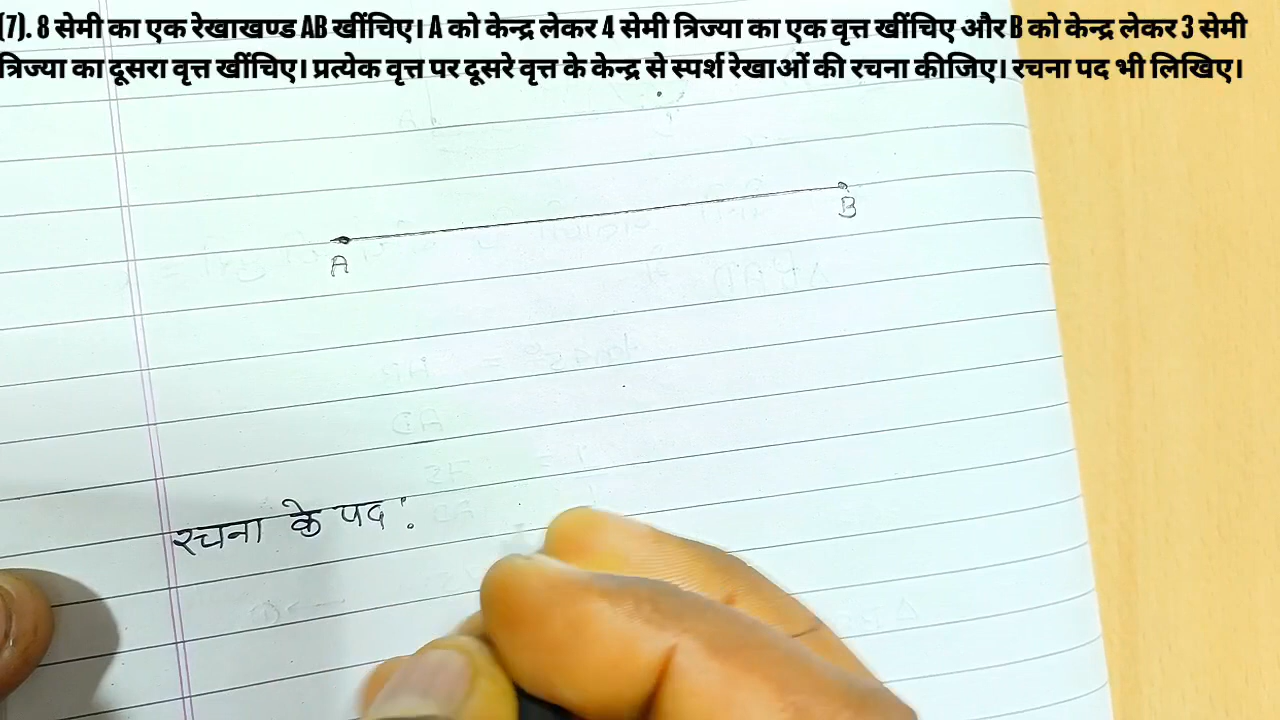 (7). 8 सेमी का एक रेखाखण्ड AB खींचिए। A को केन्द्र लेकर 4 सेमी त्रिज्या का एक वृत्त खींचिए और B को केन्द्र लेकर 3 सेमी
त्रिज्या का दूसरा वृत्त खींचिए। प्रत्येक वृत्त पर दूसरे वृत्त के केन्द्र से स्पर्श रेखाओं की रचना कीजिए। रचना पद भी लिखिए।
B
A
रचना के पद :